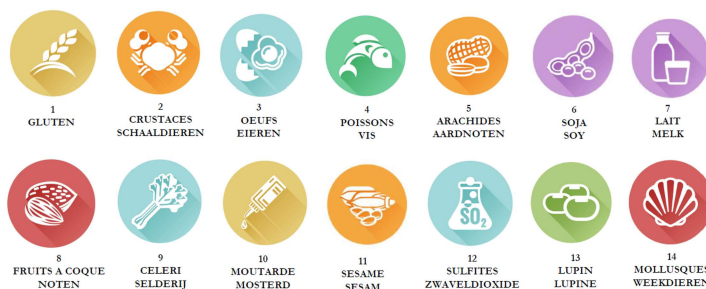 1
GLUTEN
2
CRUSTACES
SCHAALDIEREN
3
OEUFS
EIEREN
4
POISSONS
VIS
5
ARACHIDES
AARDNOTEN
6
SOJA
SOY
7
LAIT
MELK
8
FRUITS A COQUE
NOTEN
9
CELERI
SELDERIJ
10
MOUTARDE
MOSTERD
11
SESAME
SESAM
SO2
12
SULFITES
ZWAVELDIOXIDE
13
LUPIN
LUPINE
14
MOLLUSQUES
WEEKDIEREN